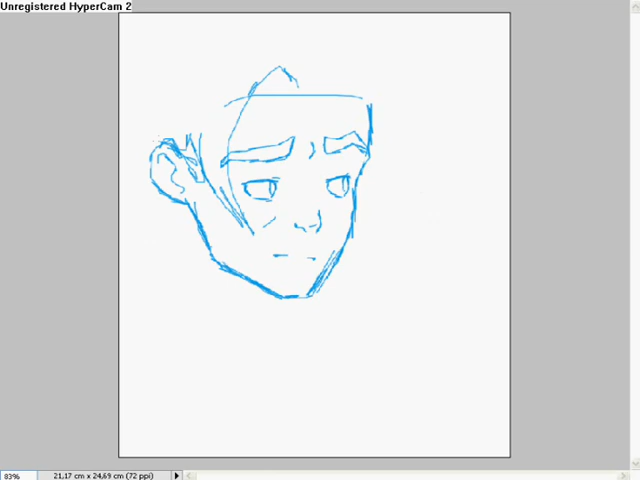 Unregistered HyperCam 2
83%
21,17 cm x 24,69 cm (72 ppi)